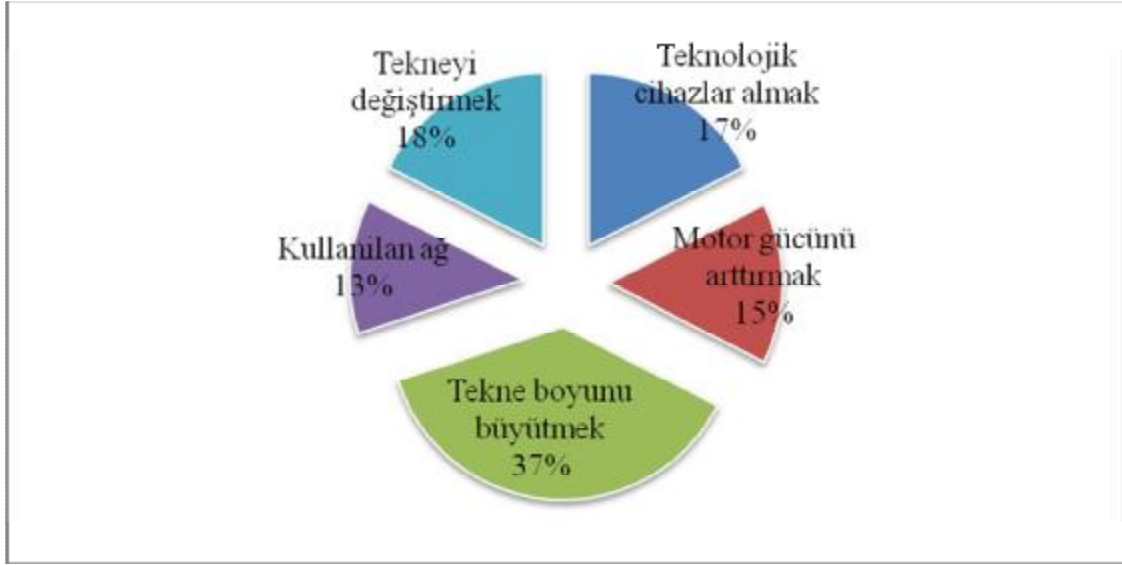 Teknolojik
cihazlar almak
17%
Motor gücünü
arttırmak
15%
Tekne boyunu
büyütmek
37%
Kullanılan ağ
13%
Tekneyi
değiştirmek
18%